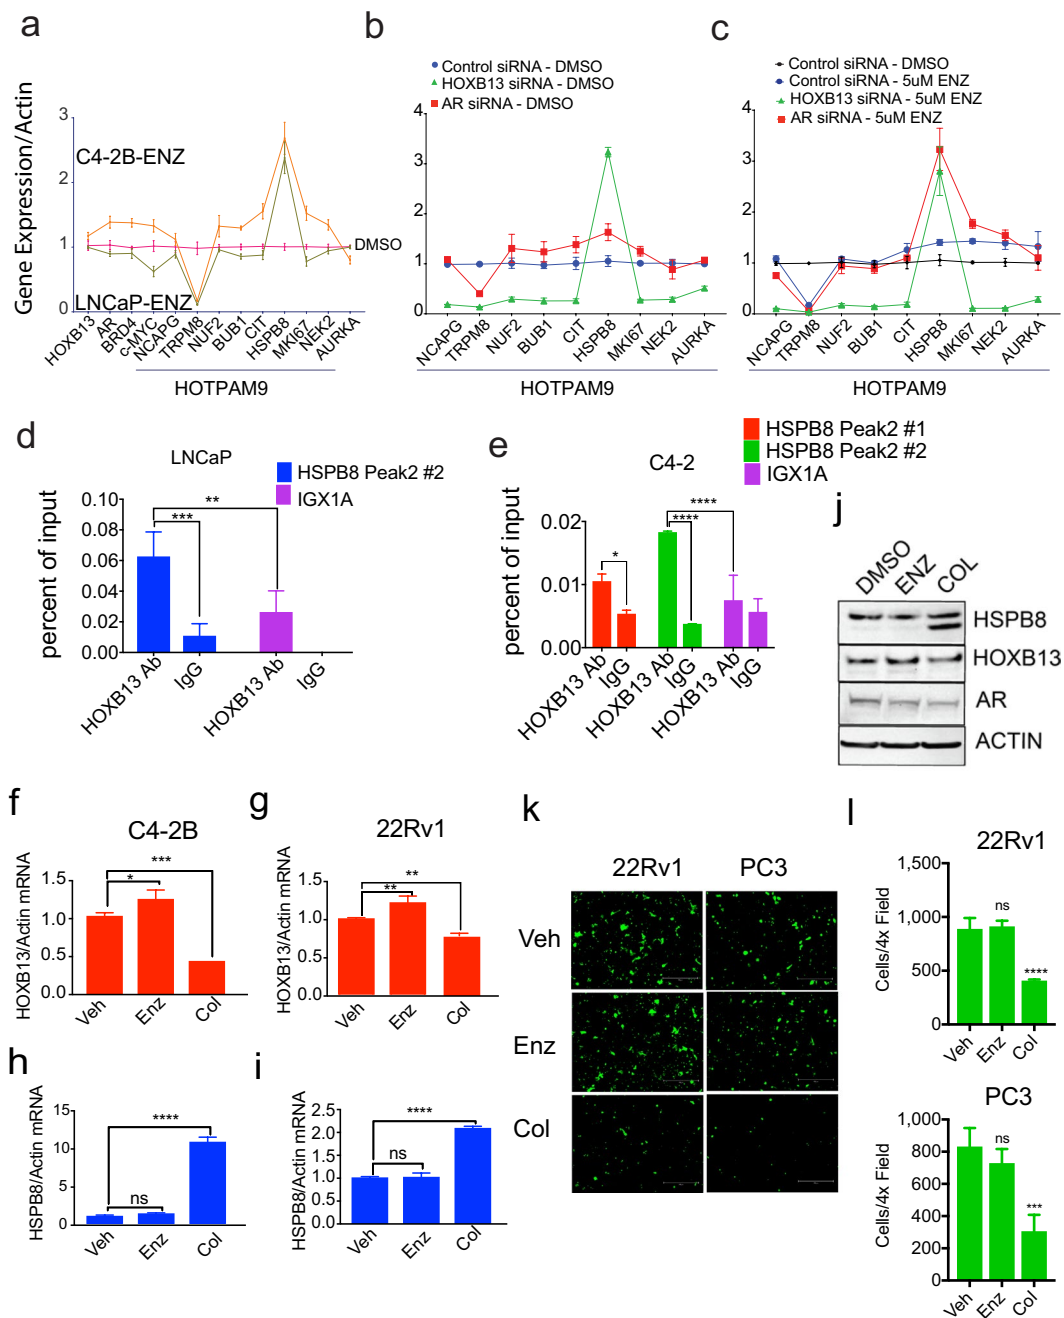 a
Gene Expression/Actin
3
2
1
0
C4-2B-ENZ
DMSO
LNCaP-ENZ
HOXB13
AR
BRD4
c-MYC
NCAPG
TRPM8
NUF2
BUB1
CIT
HSPB8
MKI67
NEK2
AURKA
HOTPAM9
b
Control siRNA - DMSO
HOXB13 siRNA - DMSO
AR siRNA - DMSO
4
3
2
1
0
NCAPG
TRPM8
NUF2
BUB1
CIT
HSPB8
MKI67
NEK2
AURKA
HOTPAM9
c
Control siRNA - DMSO
Control siRNA - 5uM ENZ
HOXB13 siRNA - 5uM ENZ
AR siRNA - 5uM ENZ
4
3
2
1
0
NCAPG
TRPM8
NUF2
BUB1
CIT
HSPB8
MKI67
NEK2
AURKA
HOTPAM9
d
LNCaP
HSPB8 Peak2 #2
IGX1A
percent of input
0.10
0.08
0.06
0.04
0.02
0.00
**
***
HOXB13 Ab
IgG
HOXB13 Ab
IgG
e
C4-2
HSPB8 Peak2 #1
HSPB8 Peak2 #2
IGX1A
percent of input
0.02
0.01
0.00
*
****
****
HOXB13 Ab
IgG
HOXB13 Ab
IgG
HOXB13 Ab
IgG
j
DMSO
ENZ
COL
HSPB8
HOXB13
AR
ACTIN
f
C4-2B
HOXB13/Actin mRNA
1.5
1.0
0.5
0.0
***
*
Veh
Enz
Col
g
22Rv1
HOXB13/Actin mRNA
1.5
1.0
0.5
0.0
**
**
Veh
Enz
Col
h
HSPB8/Actin mRNA
15
10
5
0
****
ns
Veh
Enz
Col
i
HSPB8/Actin mRNA
2.5
2.0
1.5
1.0
0.5
0.0
****
ns
Veh
Enz
Col
k
22Rv1
PC3
Veh
Enz
Col
l
22Rv1
Cells/4x Field
1,500
1,000
500
0
ns
****
Veh
Enz
Col
PC3
Cells/4x Field
1,000
800
600
400
200
0
ns
***
Veh
Enz
Col